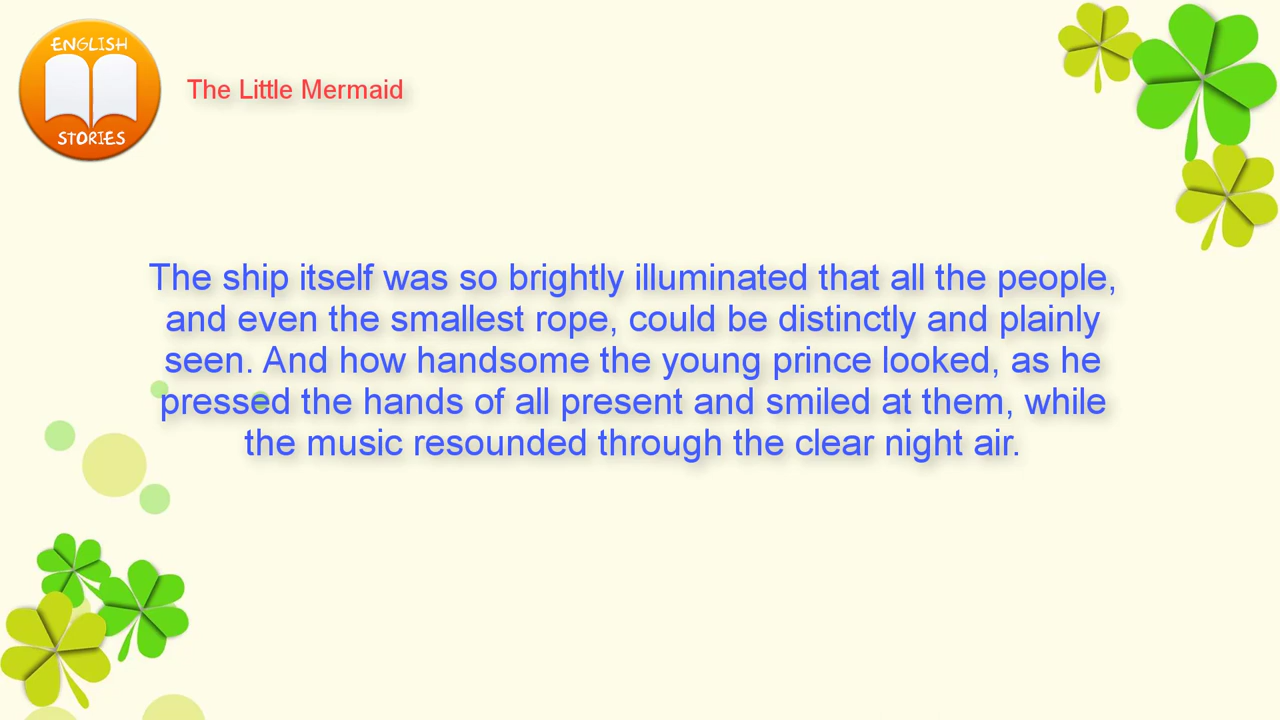 ENGLISH
STORIES
The Little Mermaid
The ship itself was so brightly illuminated that all the people,
and even the smallest rope, could be distinctly and plainly
seen. And how handsome the young prince looked, as he
pressed the hands of all present and smiled at them, while
the music resounded through the clear night air.